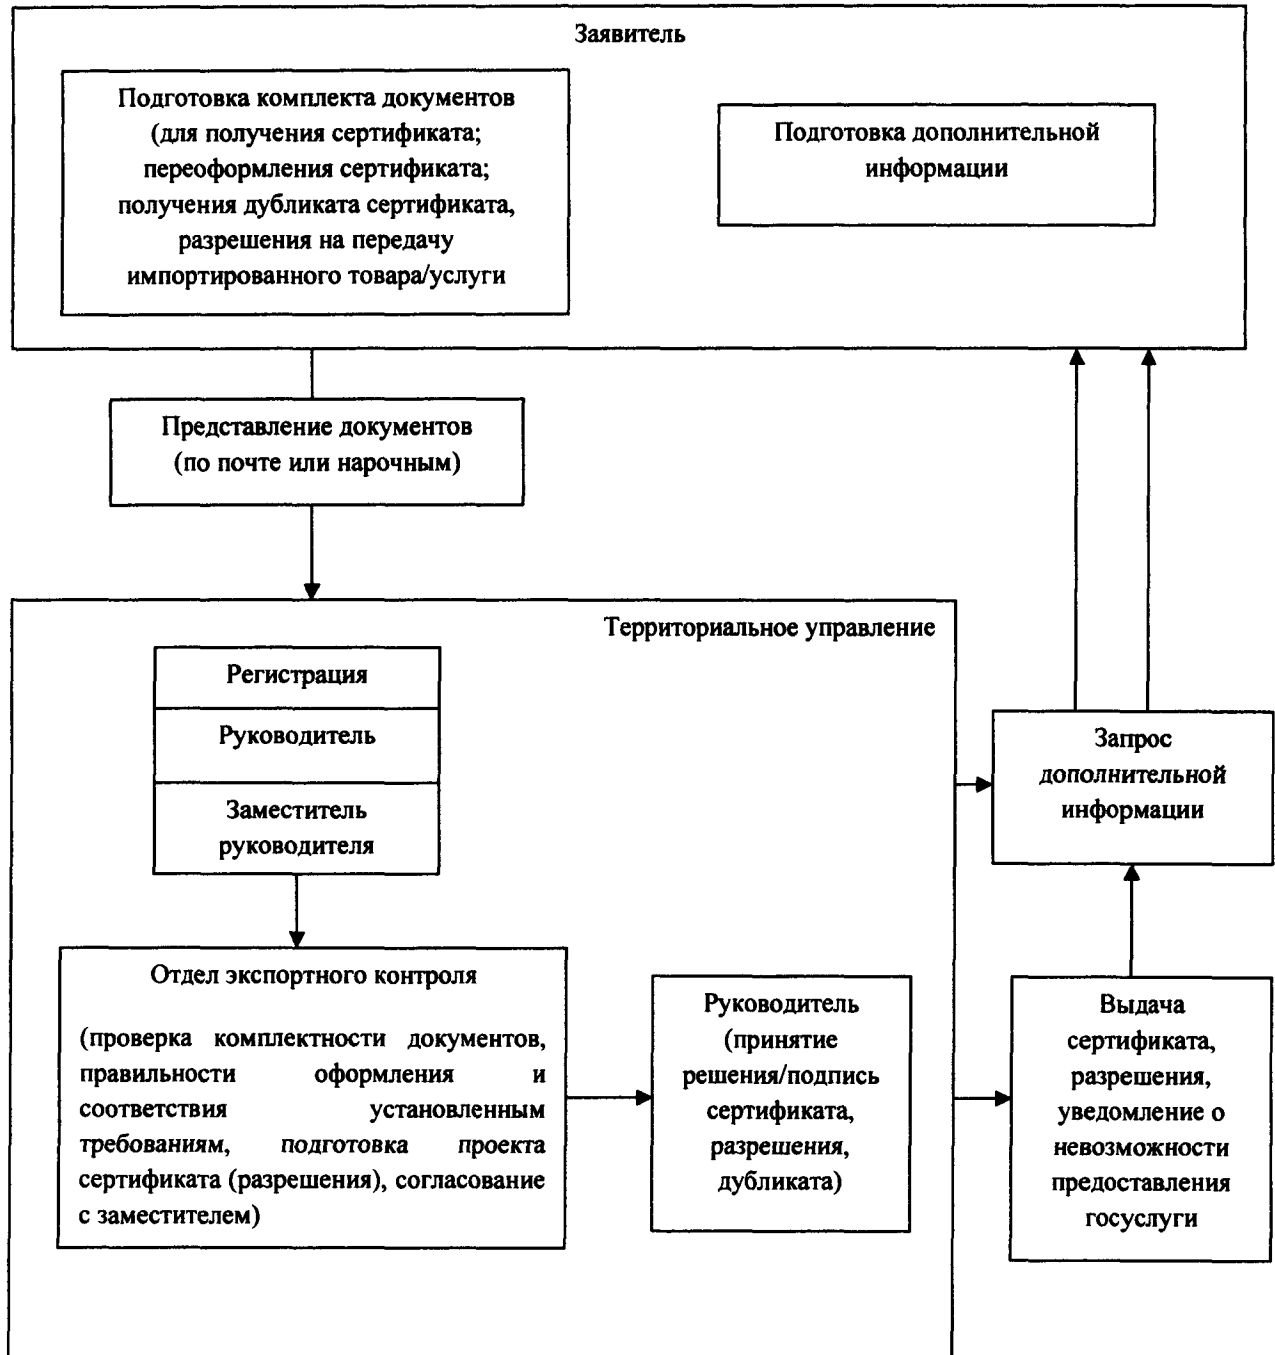 Заявитель
Подготовка комплекта документов
(для получения сертификата;
переоформления сертификата;
получения дубликата сертификата,
разрешения на передачу
импортированного товара/услуги
Подготовка дополнительной
информации
Представление документов
(по почте или нарочным)
Территориальное управление
Регистрация
Руководитель
Заместитель
руководителя
Запрос
дополнительной
информации
Отдел экспортного контроля
(проверка комплектности документов,
правильности оформления и
соответствия установленным
требованиям, подготовка проекта
сертификата (разрешения), согласование
с заместителем)
Руководитель
(принятие
решения/подпись
сертификата,
разрешения,
дубликата)
Выдача
сертификата,
разрешения,
уведомление о
невозможности
предоставления
госуслуги